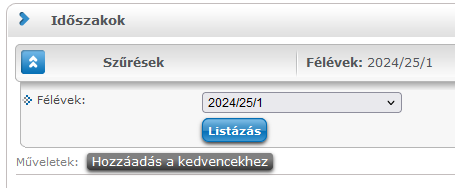 Időszakok
Szűrések Félévek: 2024/25/1
Félévek: 2024/25/1
Listázás
Műveletek: Hozzáadás a kedvencekhez